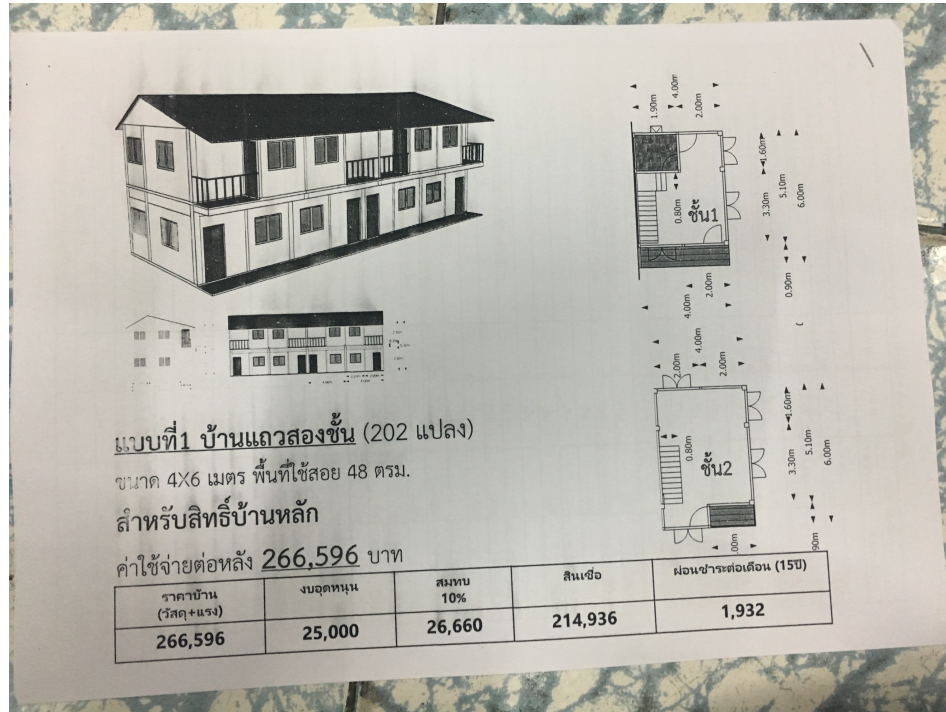 1.90m
4.00m
2.00m
0.80m
ชั้น1
1.60m
3.30m
5.10m
6.00m
0.90m
2.00m
4.00m
4.00m
2.00m
2.00m
0.80m
ชั้น2
1.60m
3.30m
5.10m
6.00m
.00m
90m
แบบที่1 บ้านแถวสองชั้น (202 แปลง)
ขนาด 4X6 เมตร พื้นที่ใช้สอย 48 ตรม.
สำหรับสิทธิ์บ้านหลัก
ค่าใช้จ่ายต่อหลัง 266,596 บาท
ราคาบ้าน (วัสดุ+แรง) งบอุดหนุน สมทบ 10% สินเชื่อ ผ่อนชำระต่อเดือน (15ปี)
266,596 25,000 26,660 214,936 1,932